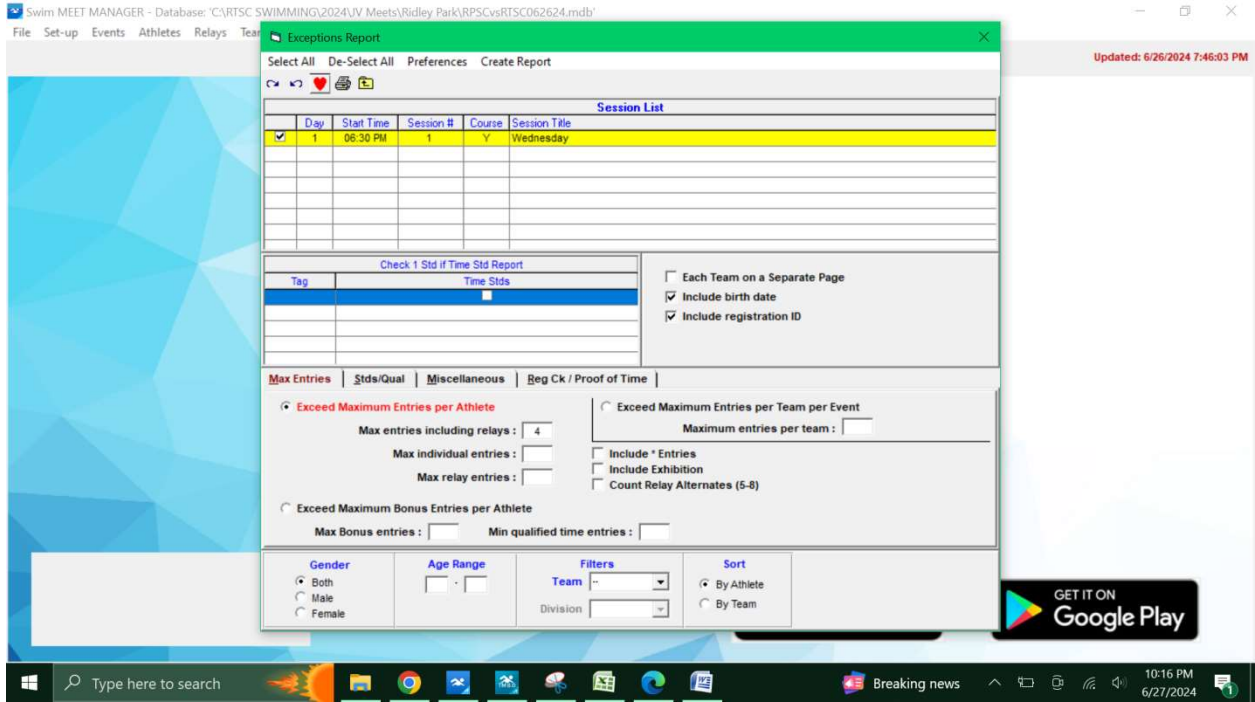 Swim MEET MANAGER - Database: 'C:\RTSC SWIMMING\2024\JV Meets\Ridley Park\RPSCvsRTSC062624.mdb'
File Set-up Events Athletes Relays
Exceptions Report
Updated: 6/26/2024 7:46:03 PM
Select All De-Select All Preferences Create Report
Session List
Day Start Time Session # Course Session Title
1 06:30 PM 1 Y Wednesday
Check 1 Std if Time Std Report
Tag Time Stds
Each Team on a Separate Page
Include birth date
Include registration ID
Max Entries Stds/Qual Miscellaneous Reg Ck / Proof of Time
Exceed Maximum Entries per Athlete
Max entries including relays : 4
Max individual entries :
Max relay entries :
Exceed Maximum Entries per Team per Event
Maximum entries per team :
Include * Entries
Include Exhibition
Count Relay Alternates (5-8)
Exceed Maximum Bonus Entries per Athlete
Max Bonus entries : Min qualified time entries :
Gender
Both
Male
Female
Age Range
-
Filters
Team --
Division
Sort
By Athlete
By Team
GET IT ON
Google Play
Type here to search
Breaking news
10:16 PM
6/27/2024
1